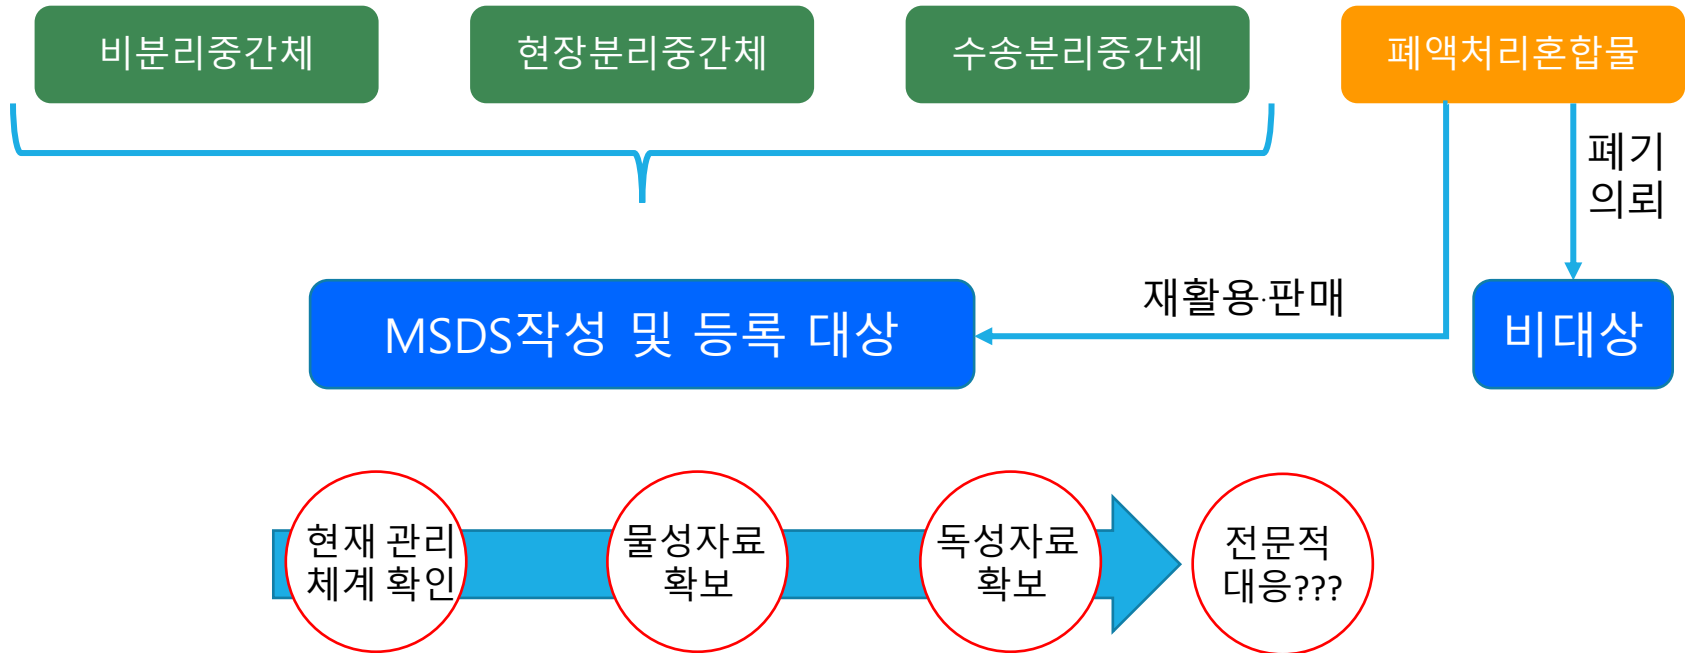 비분리중간체
현장분리중간체
수송분리중간체
폐액처리혼합물
폐기
의뢰
재활용·판매
MSDS작성 및 등록 대상
비대상
현재 관리
체계 확인
물성자료
확보
독성자료
확보
전문적
대응???